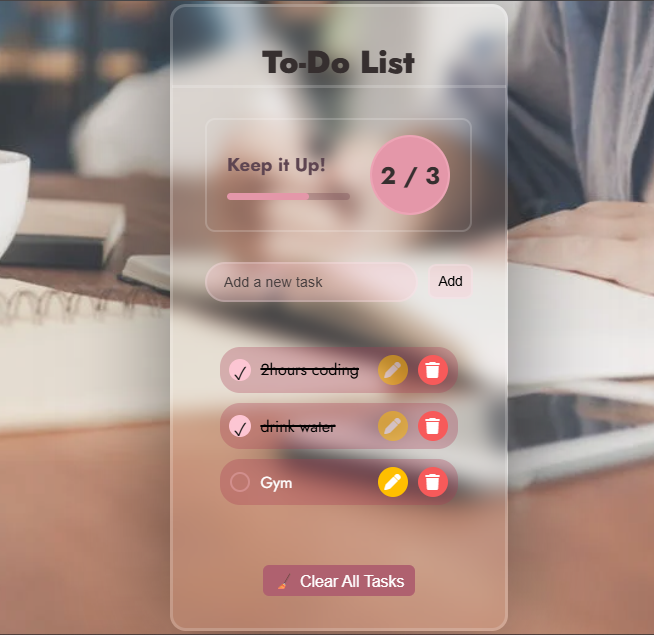 To-Do List
Keep it Up!
2 / 3
Add a new task
Add
2hours coding
drink water
Gym
Clear All Tasks